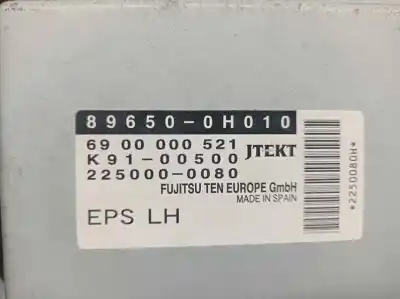 89650-0H010
69 00 000 521 JTEKT
K91-00500
225000-0080
FUJITSU TEN EUROPE GmbH
MADE IN SPAIN
EPS LH
*2250080H*